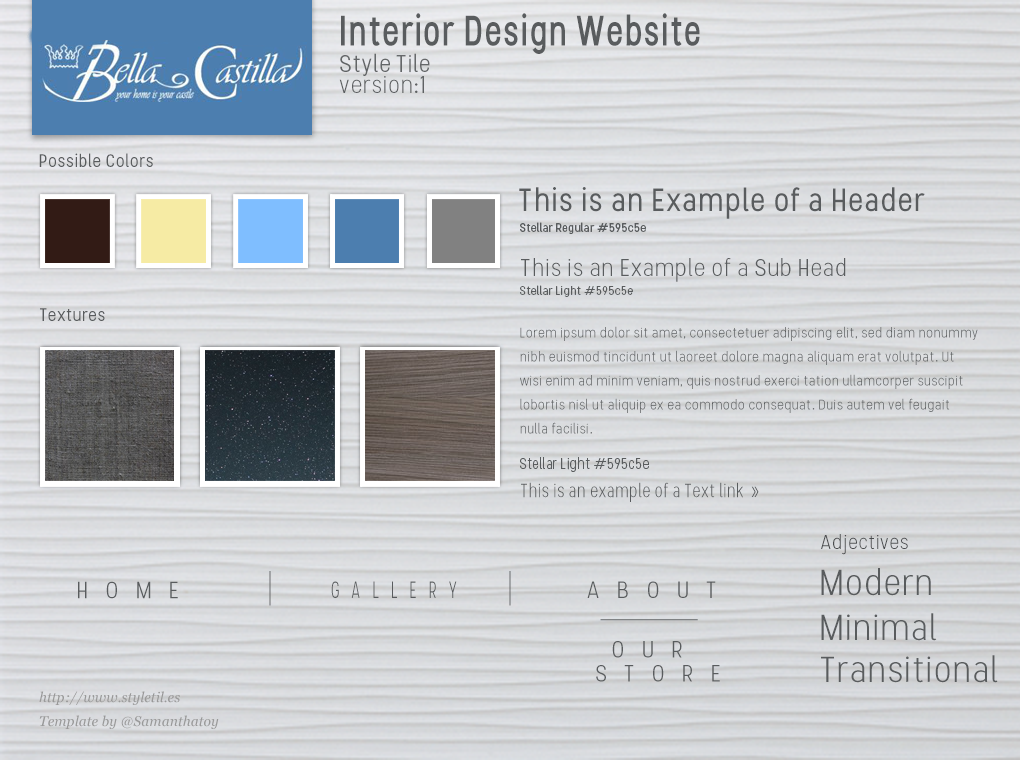 Bella Castilla
your home is your castle
Interior Design Website
Style Tile
version:1
Possible Colors
Textures
This is an Example of a Header
Stellar Regular #595c5e
This is an Example of a Sub Head
Stellar Light #595c5e
Lorem ipsum dolor sit amet, consectetuer adipiscing elit, sed diam nonummy
nibh euismod tincidunt ut laoreet dolore magna aliquam erat volutpat. Ut
wisi enim ad minim veniam, quis nostrud exerci tation ullamcorper suscipit
lobortis nisl ut aliquip ex ea commodo consequat. Duis autem vel feugait
nulla facilisi.
Stellar Light #595c5e
This is an example of a Text link »
HOME
GALLERY
ABOUT
OUR
STORE
Adjectives
Modern
Minimal
Transitional
http://www.styletil.es
Template by @Samanthatoy